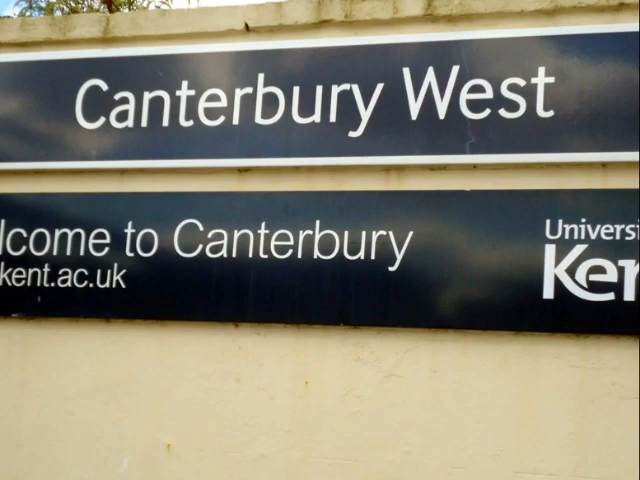 Canterbury West
lcome to Canterbury
kent.ac.uk
Universi
Ken